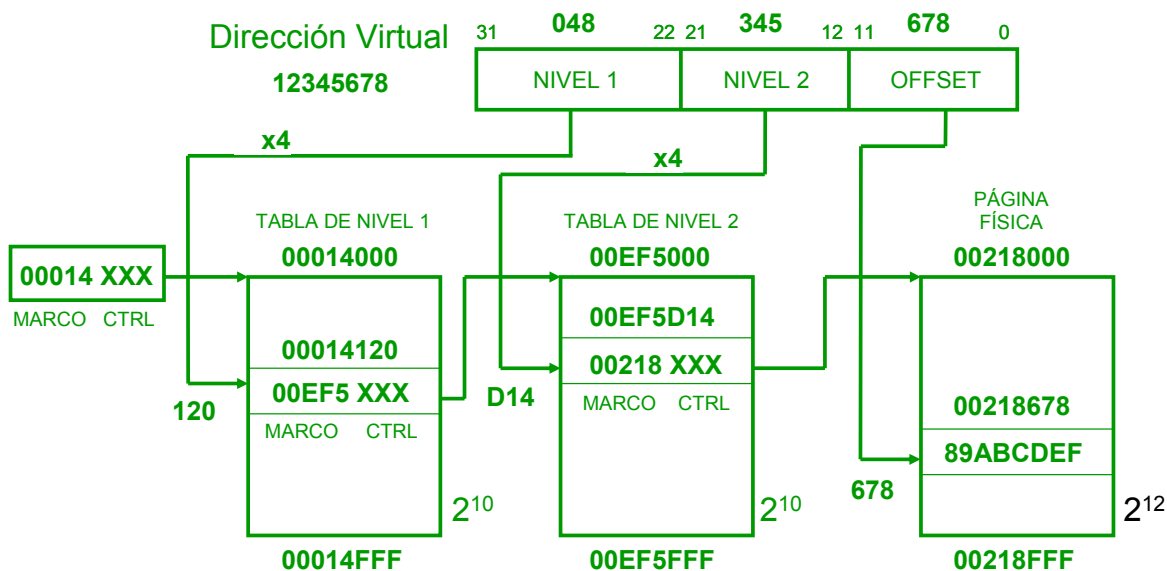 Dirección Virtual
12345678
31 048 22 21 345 12 11 678 0
NIVEL 1 NIVEL 2 OFFSET
x4
x4
TABLA DE NIVEL 1
00014000
TABLA DE NIVEL 2
00EF5000
PÁGINA
FÍSICA
00218000
00014 XXX
MARCO CTRL
00014120
00EF5 XXX
MARCO CTRL
120
2¹⁰
00014FFF
00EF5D14
00218 XXX
MARCO CTRL
D14
2¹⁰
00EF5FFF
00218678
89ABCDEF
678
2¹²
00218FFF